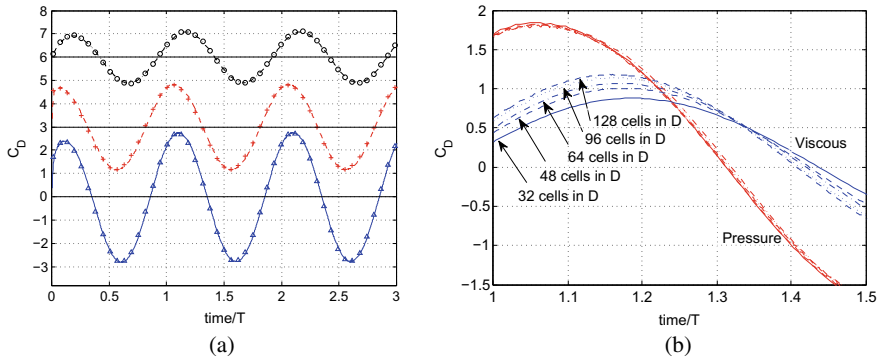 8
7
6
5
4
3
2
1
0
−1
−2
−3
C_D
0
0.5
1
1.5
2
2.5
3
time/T
(a)
2
1.5
1
0.5
0
−0.5
−1
−1.5
C_D
128 cells in D
96 cells in D
64 cells in D
48 cells in D
32 cells in D
Viscous
Pressure
1
1.1
1.2
1.3
1.4
1.5
time/T
(b)